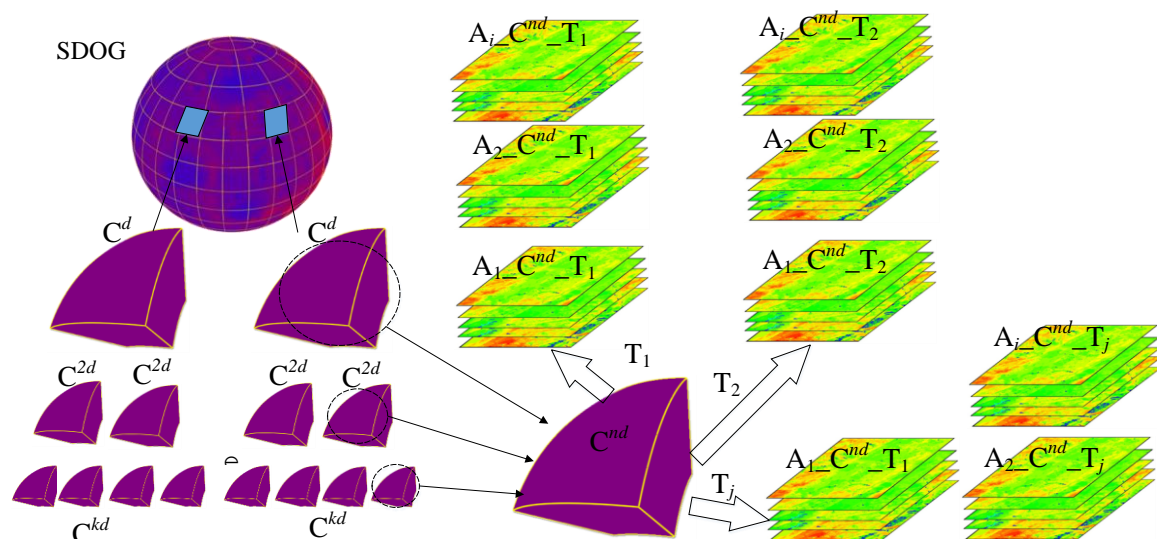 SDOG
A_i_C^nd_T_1
A_i_C^nd_T_2
A_2_C^nd_T_1
A_2_C^nd_T_2
C^d
C^d
A_1_C^nd_T_1
A_1_C^nd_T_2
T_1
T_2
A_i_C^nd_T_j
C^2d
C^2d
C^2d
C^2d
C^nd
A_1_C^nd_T_1
A_2_C^nd_T_j
T_j
C^kd
C^kd